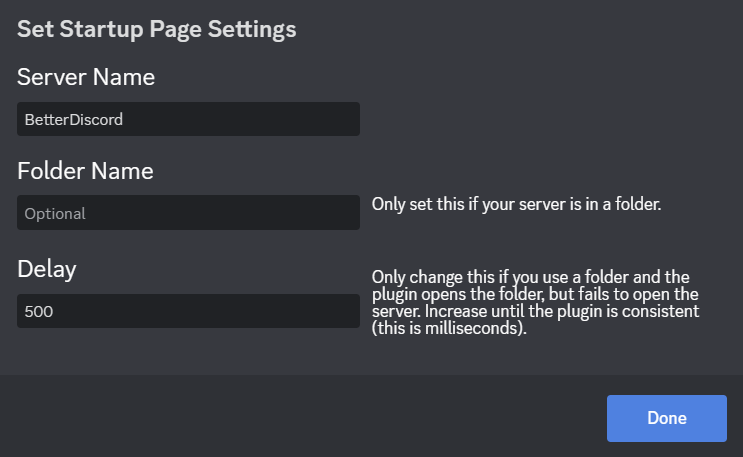 Set Startup Page Settings
Server Name
BetterDiscord
Folder Name
Optional
Only set this if your server is in a folder.
Delay
500
Only change this if you use a folder and the
plugin opens the folder, but fails to open the
server. Increase until the plugin is consistent
(this is milliseconds).
Done